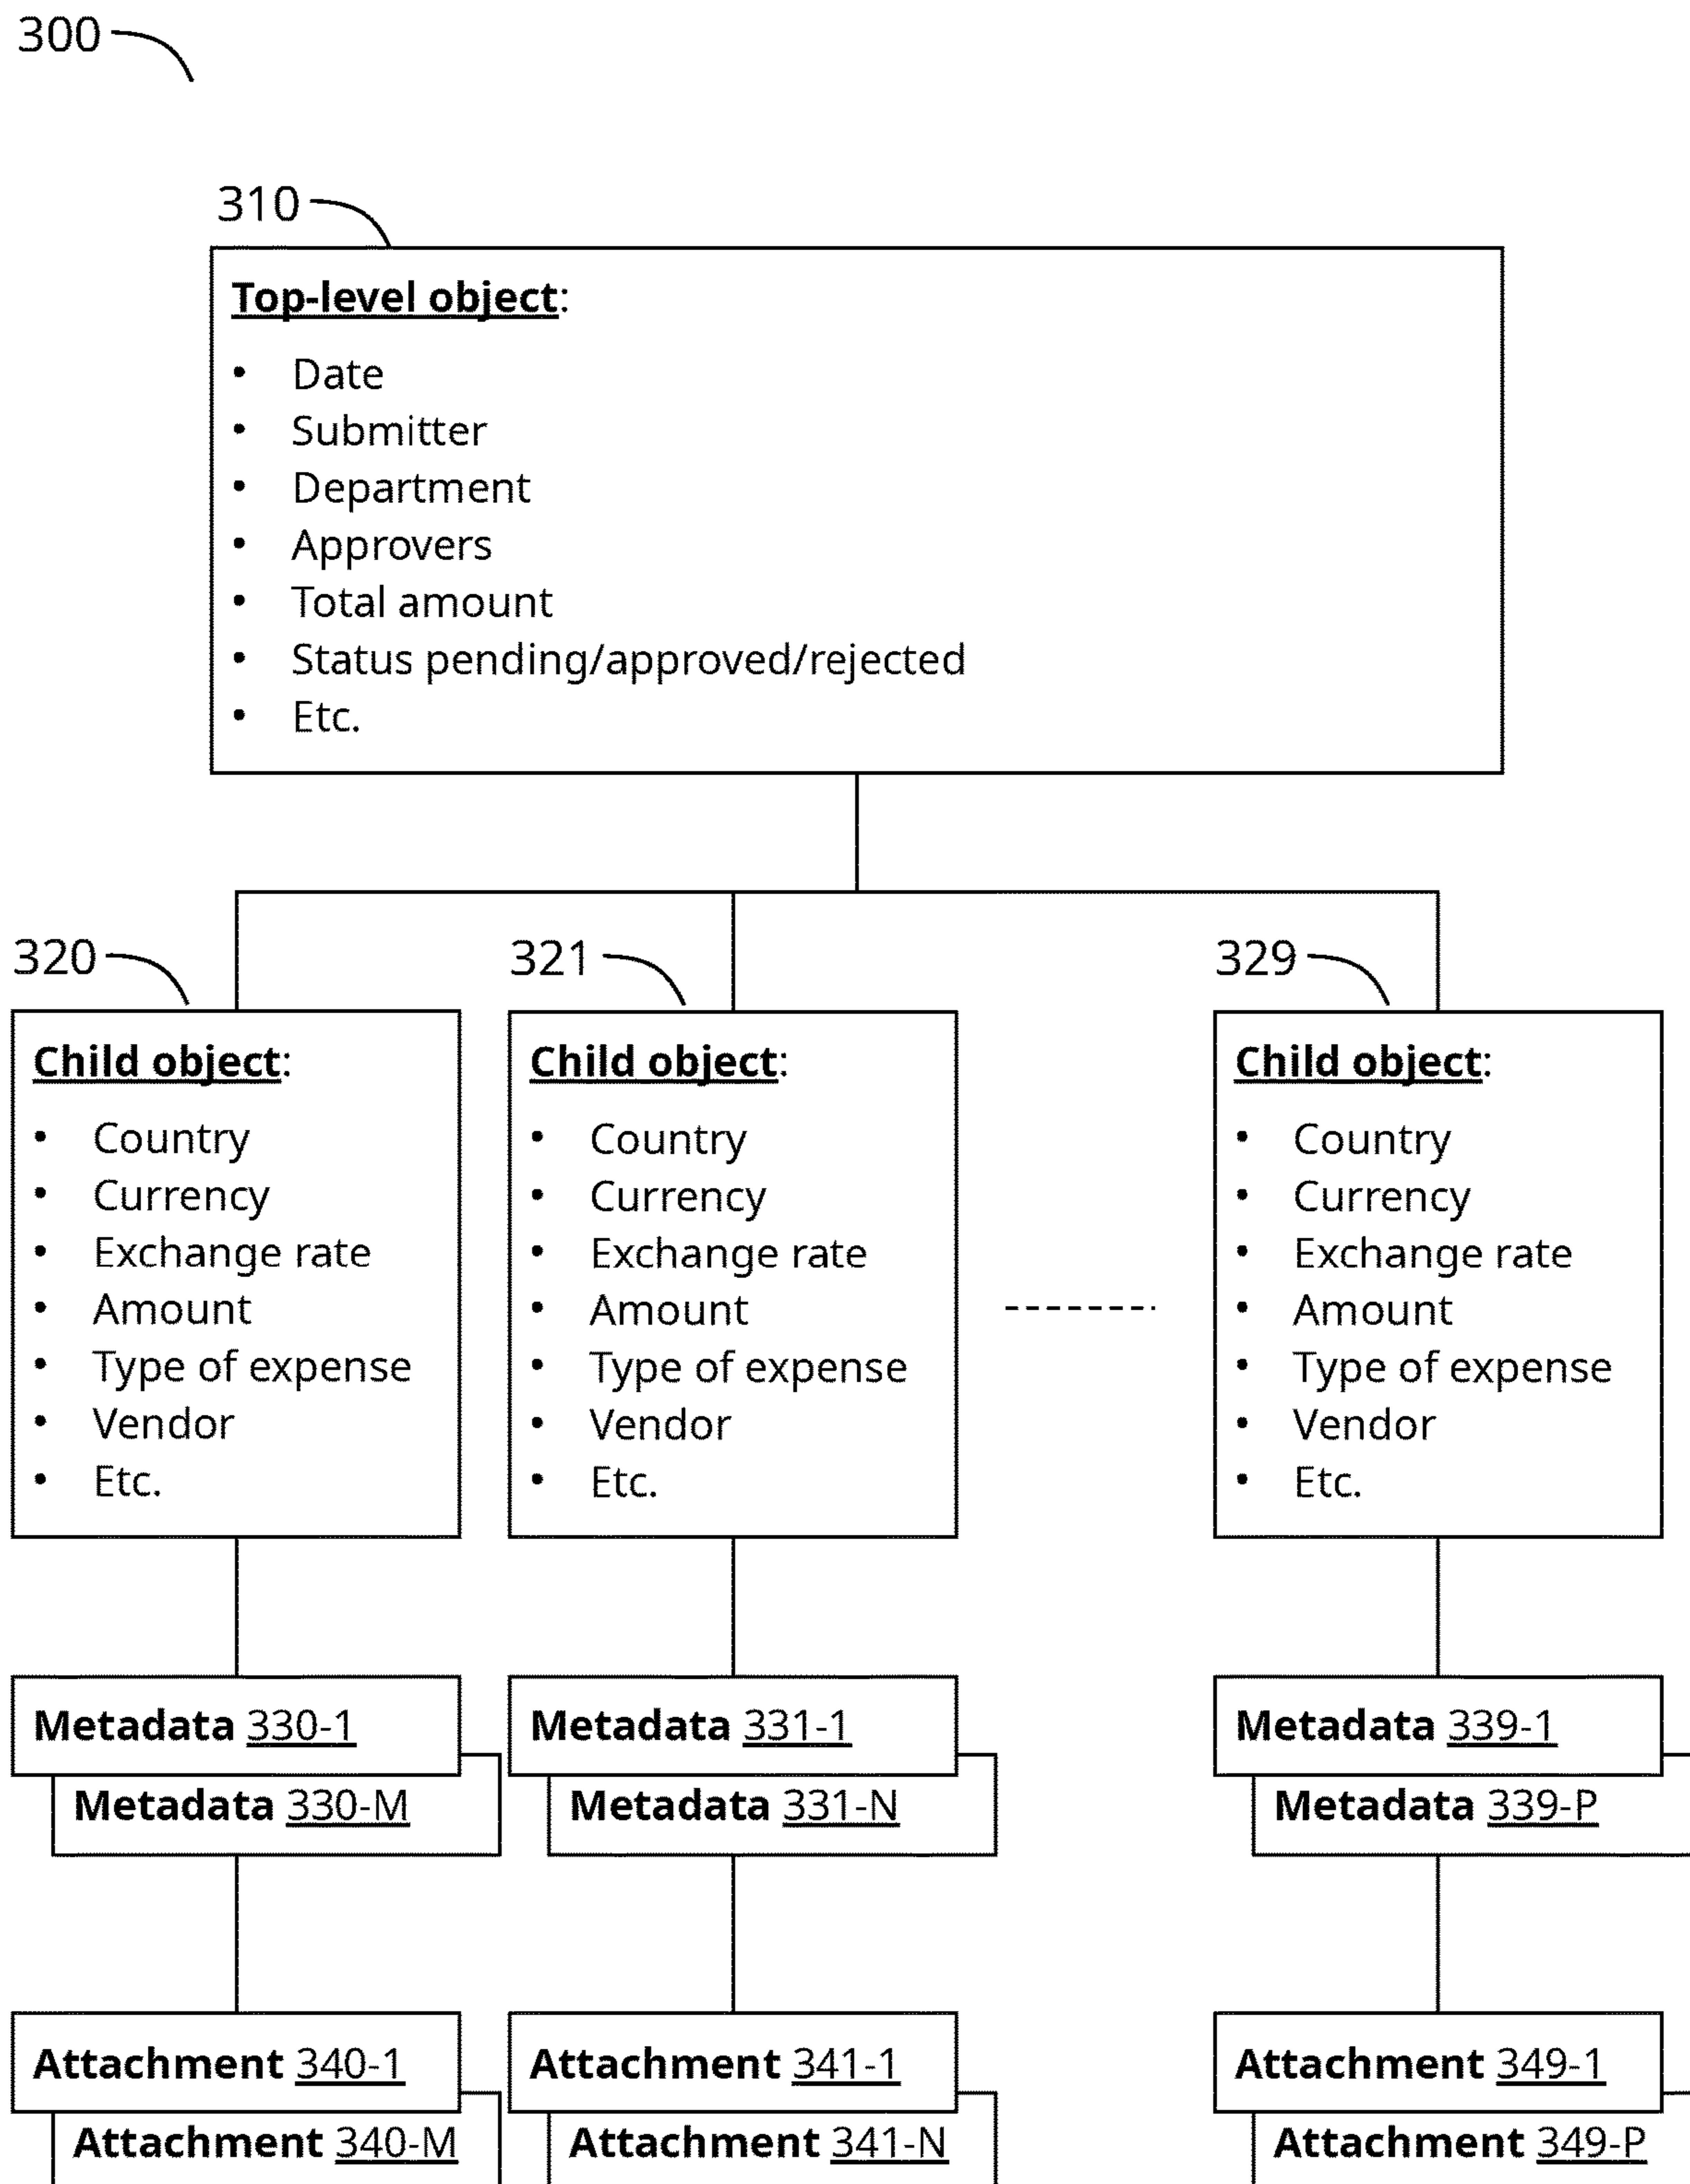 300
310
Top-level object:
• Date
• Submitter
• Department
• Approvers
• Total amount
• Status pending/approved/rejected
• Etc.
320
Child object:
• Country
• Currency
• Exchange rate
• Amount
• Type of expense
• Vendor
• Etc.
321
Child object:
• Country
• Currency
• Exchange rate
• Amount
• Type of expense
• Vendor
• Etc.
329
Child object:
• Country
• Currency
• Exchange rate
• Amount
• Type of expense
• Vendor
• Etc.
Metadata 330-1
Metadata 330-M
Metadata 331-1
Metadata 331-N
Metadata 339-1
Metadata 339-P
Attachment 340-1
Attachment 340-M
Attachment 341-1
Attachment 341-N
Attachment 349-1
Attachment 349-P